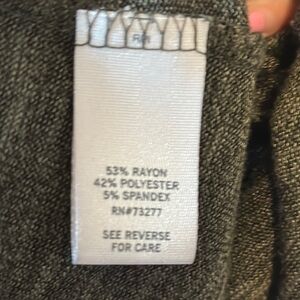 53% RAYON
42% POLYESTER
5% SPANDEX
RN#73277
SEE REVERSE
FOR CARE